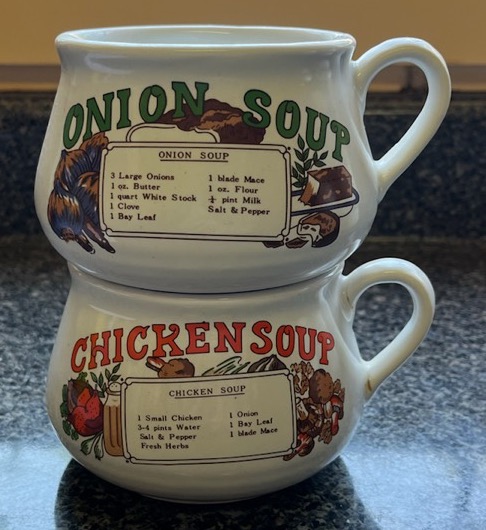 ONION SOUP
ONION SOUP
3 Large Onions
1 oz. Butter
1 quart White Stock
1 Clove
1 Bay Leaf
1 blade Mace
1 oz. Flour
¼ pint Milk
Salt & Pepper
CHICKEN SOUP
CHICKEN SOUP
1 Small Chicken
3-4 pints Water
Salt & Pepper
Fresh Herbs
1 Onion
1 Bay Leaf
1 blade Mace